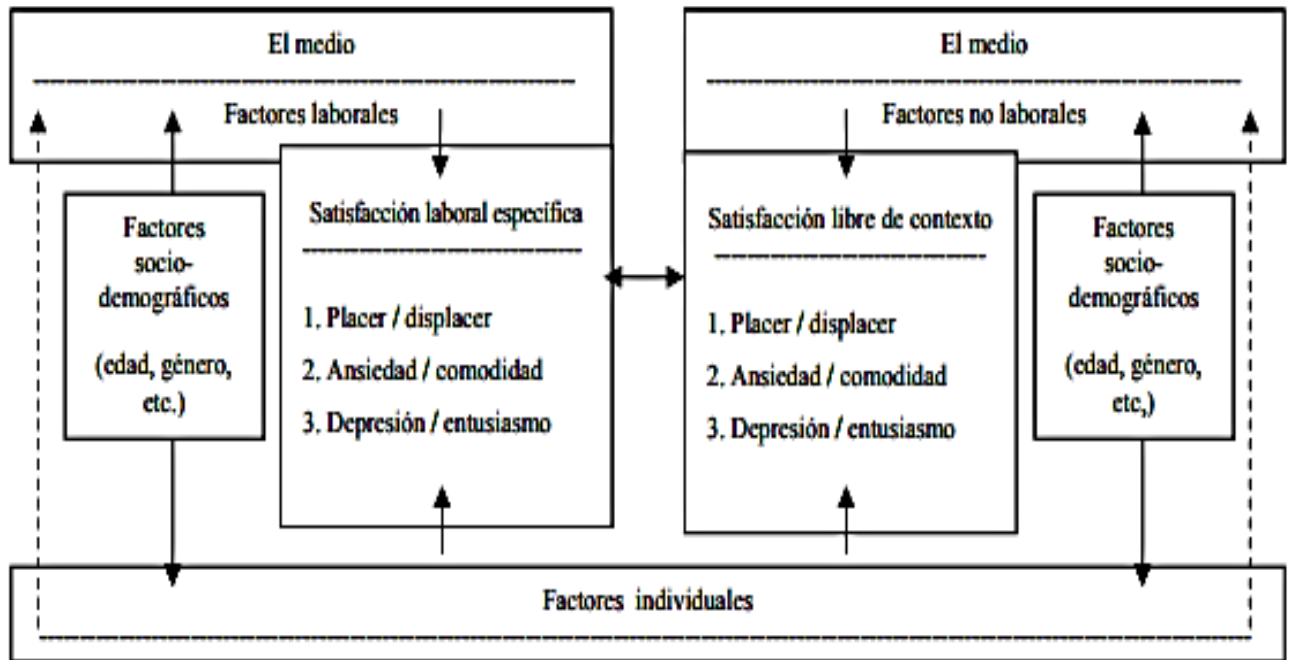 El medio
Factores laborales
Factores socio-
demográficos
(edad, género,
etc.)
Satisfacción laboral específica
1. Placer / displacer
2. Ansiedad / comodidad
3. Depresión / entusiasmo
El medio
Factores no laborales
Satisfacción libre de contexto
1. Placer / displacer
2. Ansiedad / comodidad
3. Depresión / entusiasmo
Factores
socio-
demográficos
(edad, género,
etc,)
Factores individuales